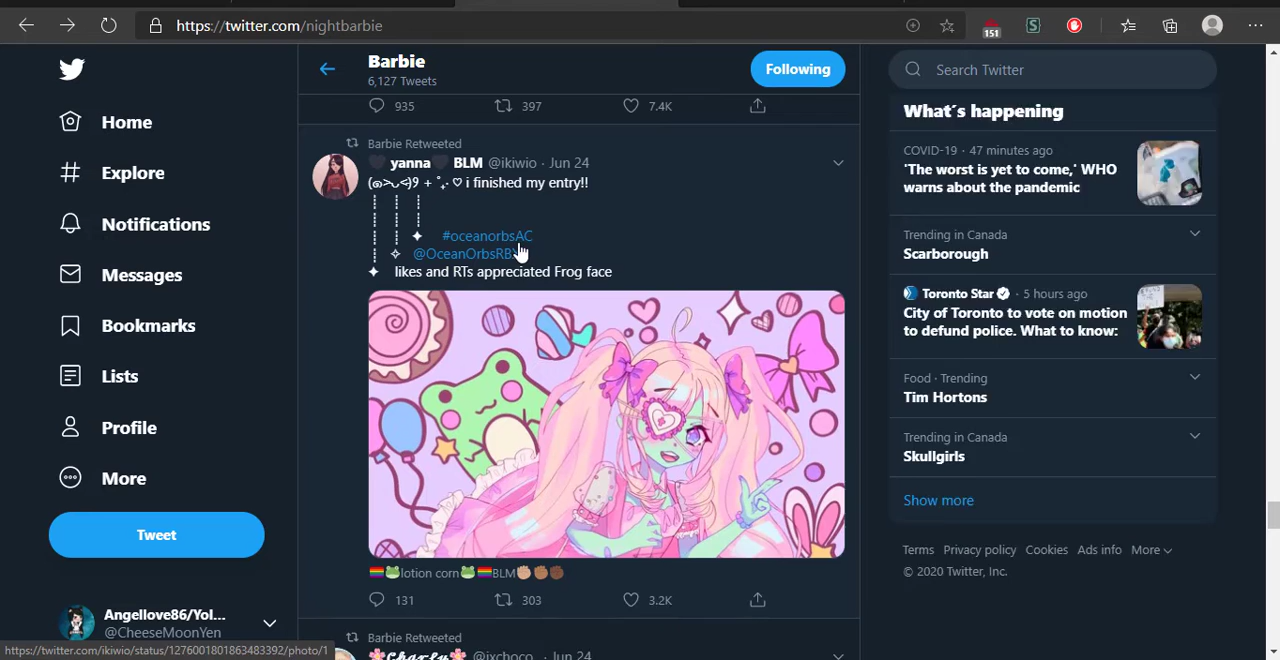 https://twitter.com/nightbarbie
151
Barbie
6,127 Tweets
Following
Search Twitter
Home
Explore
Notifications
Messages
Bookmarks
Lists
Profile
More
Tweet
Angellove86/Yol...
@CheeseMoonYen
935 397 7.4K
Barbie Retweeted
🖤 yanna🖤 BLM @ikiwio · Jun 24
(๑>ᴗ<)୨ + ˚₊· ♡ i finished my entry!!
┊ ┊ ┊
┊ ┊ ✦ #oceanorbsAC
┊ ✧ @OceanOrbsRB
✦ likes and RTs appreciated Frog face
🏳️‍🌈🐸lotion corn🐸🏳️‍🌈BLM✊🏼✊🏽✊🏾
131 303 3.2K
Barbie Retweeted
🌸𝓒𝓱𝓪𝓻𝓵𝔂🌸 @ixchoco · Jun 24
What's happening
COVID-19 · 47 minutes ago
'The worst is yet to come,' WHO
warns about the pandemic
Trending in Canada
Scarborough
Toronto Star · 5 hours ago
City of Toronto to vote on motion
to defund police. What to know:
Food · Trending
Tim Hortons
Trending in Canada
Skullgirls
Show more
Terms Privacy policy Cookies Ads info More
© 2020 Twitter, Inc.
https://twitter.com/ikiwio/status/1276001801863483392/photo/1